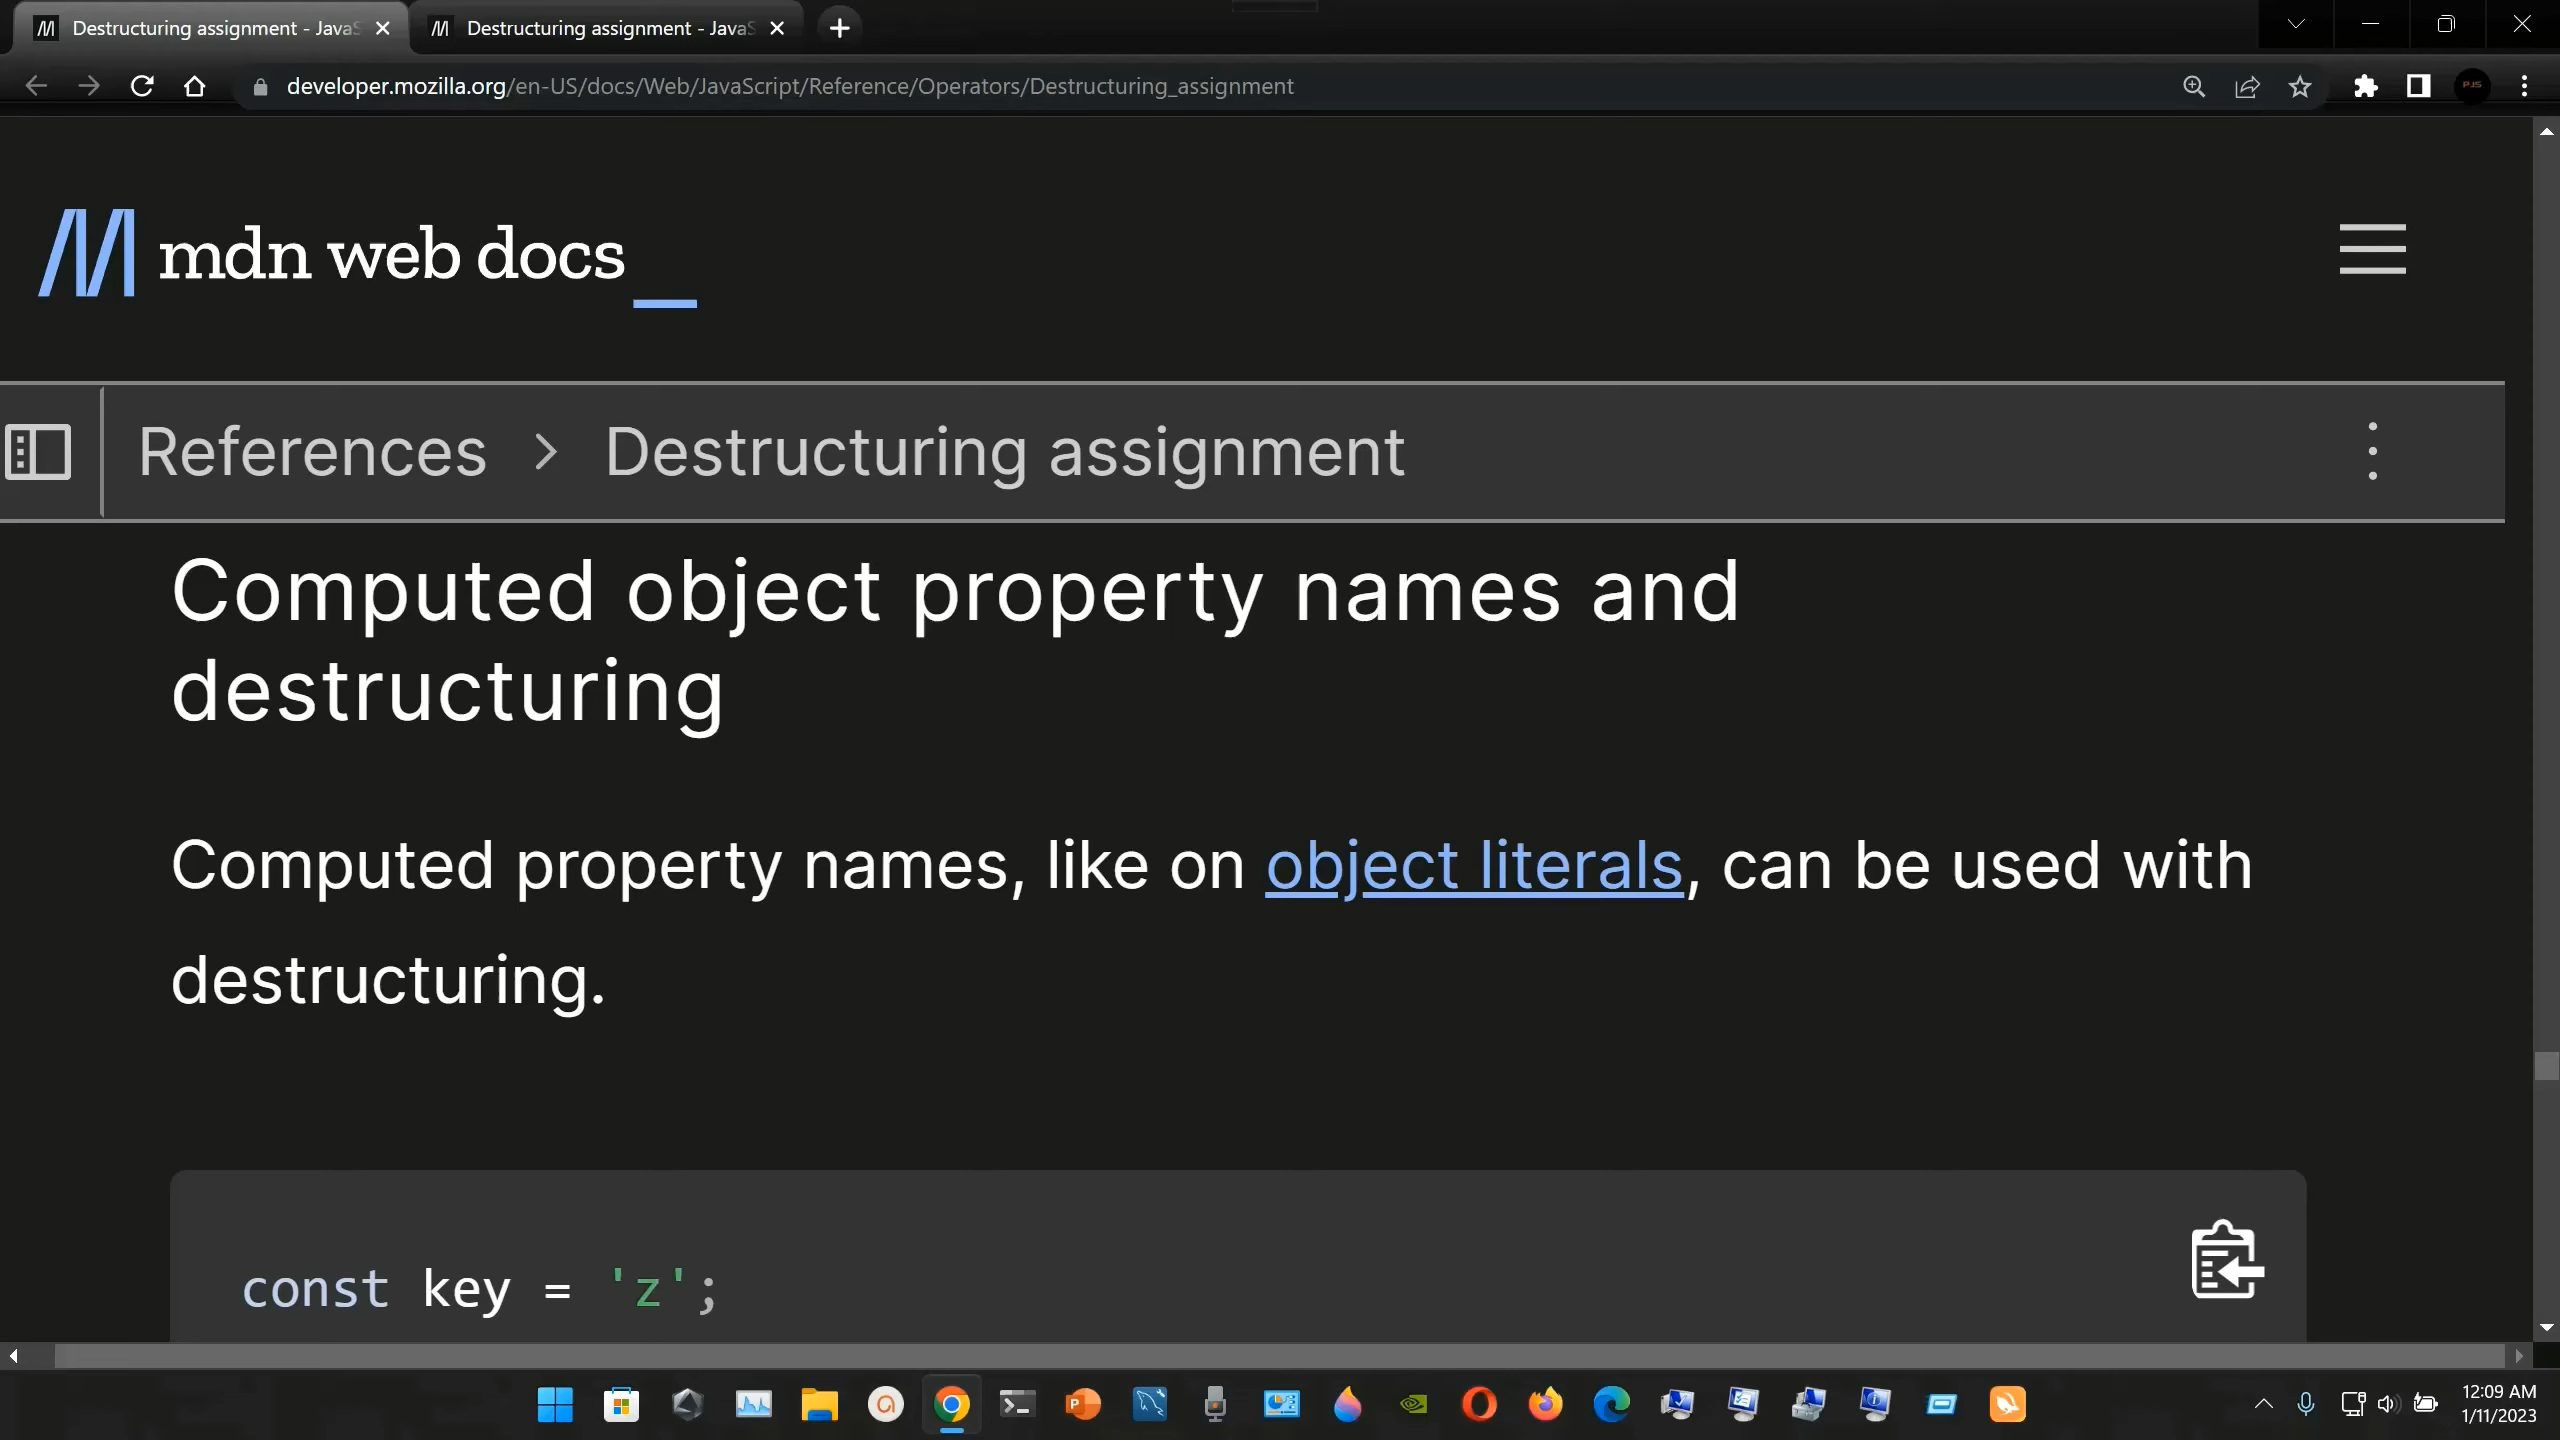 Destructuring assignment - Javas
Destructuring assignment - Javas
developer.mozilla.org/en-US/docs/Web/JavaScript/Reference/Operators/Destructuring_assignment
PJS
mdn web docs_
References > Destructuring assignment
Computed object property names and
destructuring
Computed property names, like on object literals, can be used with
destructuring.
const key = 'z';
12:09 AM
1/11/2023